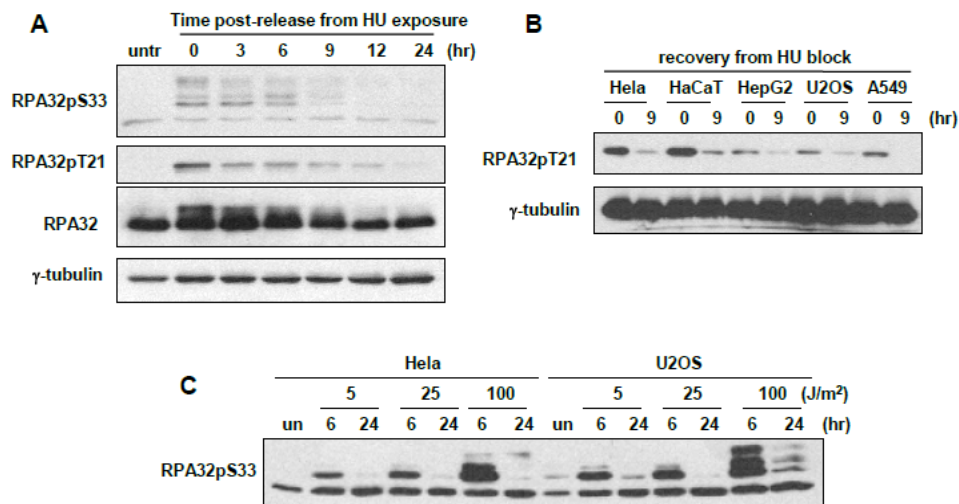 A
Time post-release from HU exposure
untr 0 3 6 9 12 24 (hr)
RPA32pS33
RPA32pT21
RPA32
γ-tubulin
B
recovery from HU block
Hela HaCaT HepG2 U2OS A549
0 9 0 9 0 9 0 9 0 9 (hr)
RPA32pT21
γ-tubulin
C
Hela U2OS
5 25 100 5 25 100 (J/m²)
un 6 24 6 24 6 24 un 6 24 6 24 6 24 (hr)
RPA32pS33